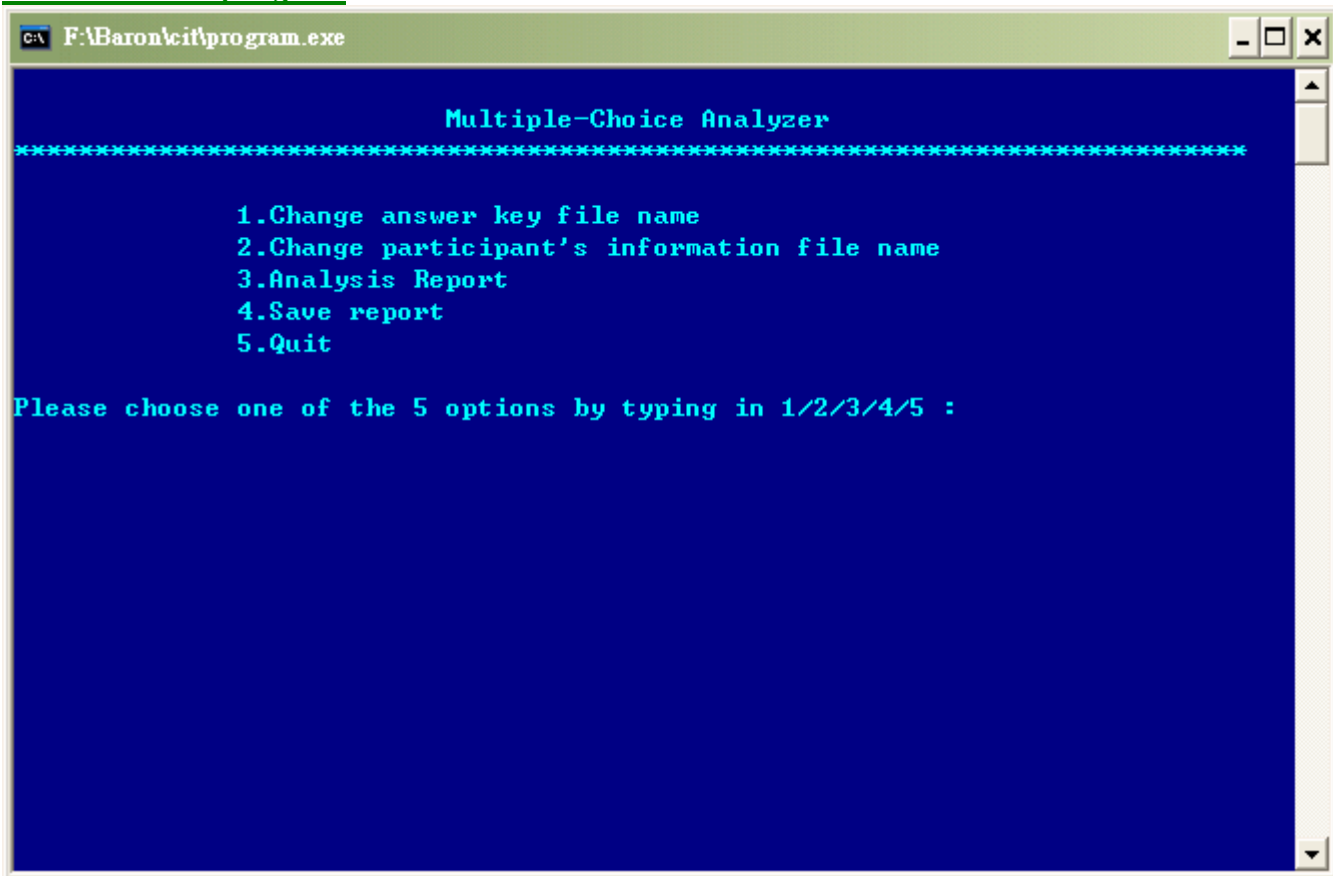 F:\Baron\cit\program.exe
Multiple-Choice Analyzer
*****************************************************************************
1.Change answer key file name
2.Change participant's information file name
3.Analysis Report
4.Save report
5.Quit
Please choose one of the 5 options by typing in 1/2/3/4/5 :